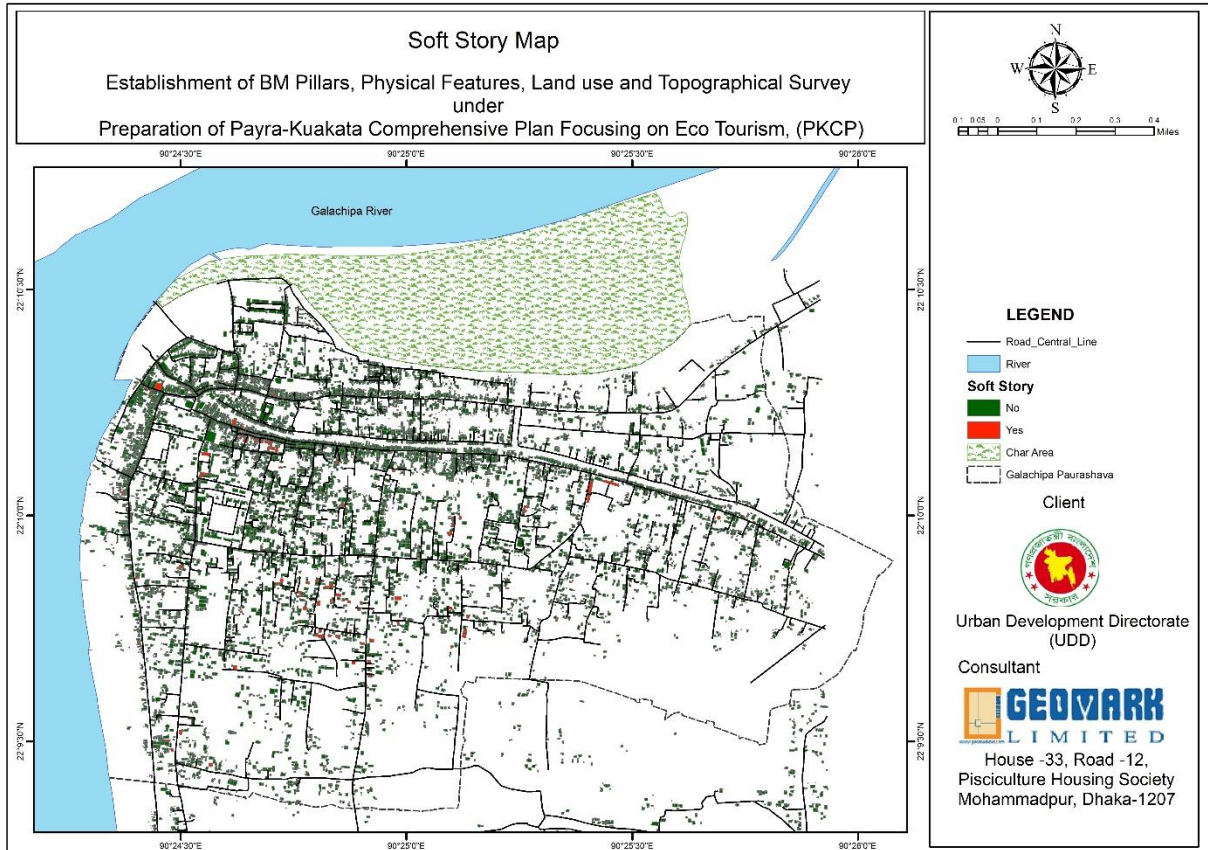 Soft Story Map
Establishment of BM Pillars, Physical Features, Land use and Topographical Survey
under
Preparation of Payra-Kuakata Comprehensive Plan Focusing on Eco Tourism, (PKCP)
90°24'30"E 90°25'0"E 90°25'30"E 90°26'0"E
Galachipa River
22°10'30"N 22°10'30"N
22°10'0"N 22°10'0"N
22°9'30"N 22°9'30"N
90°24'30"E 90°25'0"E 90°25'30"E 90°26'0"E
N
W E
S
0.1 0.05 0 0.1 0.2 0.3 0.4
Miles
LEGEND
Road_Central_Line
River
Soft Story
No
Yes
Char Area
Galachipa Paurashava
Client
গণপ্রজাতন্ত্রী বাংলাদেশ
সরকার
Urban Development Directorate
(UDD)
Consultant
GEOMARK
LIMITED
House -33, Road -12,
Pisciculture Housing Society
Mohammadpur, Dhaka-1207